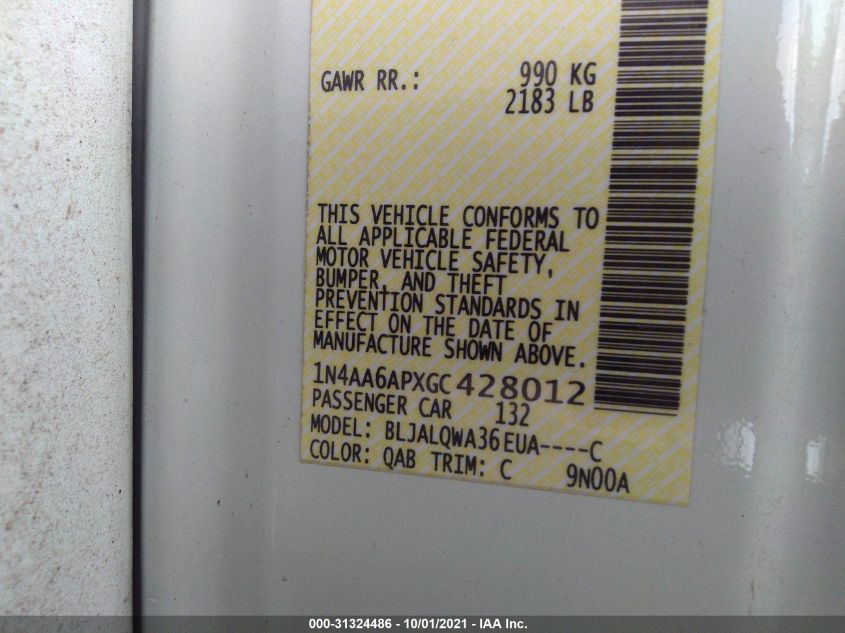 GAWR RR.: 990 KG
2183 LB
THIS VEHICLE CONFORMS TO
ALL APPLICABLE FEDERAL
MOTOR VEHICLE SAFETY,
BUMPER, AND THEFT
PREVENTION STANDARDS IN
EFFECT ON THE DATE OF
MANUFACTURE SHOWN ABOVE.
1N4AA6APXGC428012
PASSENGER CAR 132
MODEL: BLJALQWA36EUA----C
COLOR: QAB TRIM: C 9N00A
000-31324486 - 10/01/2021 - IAA Inc.